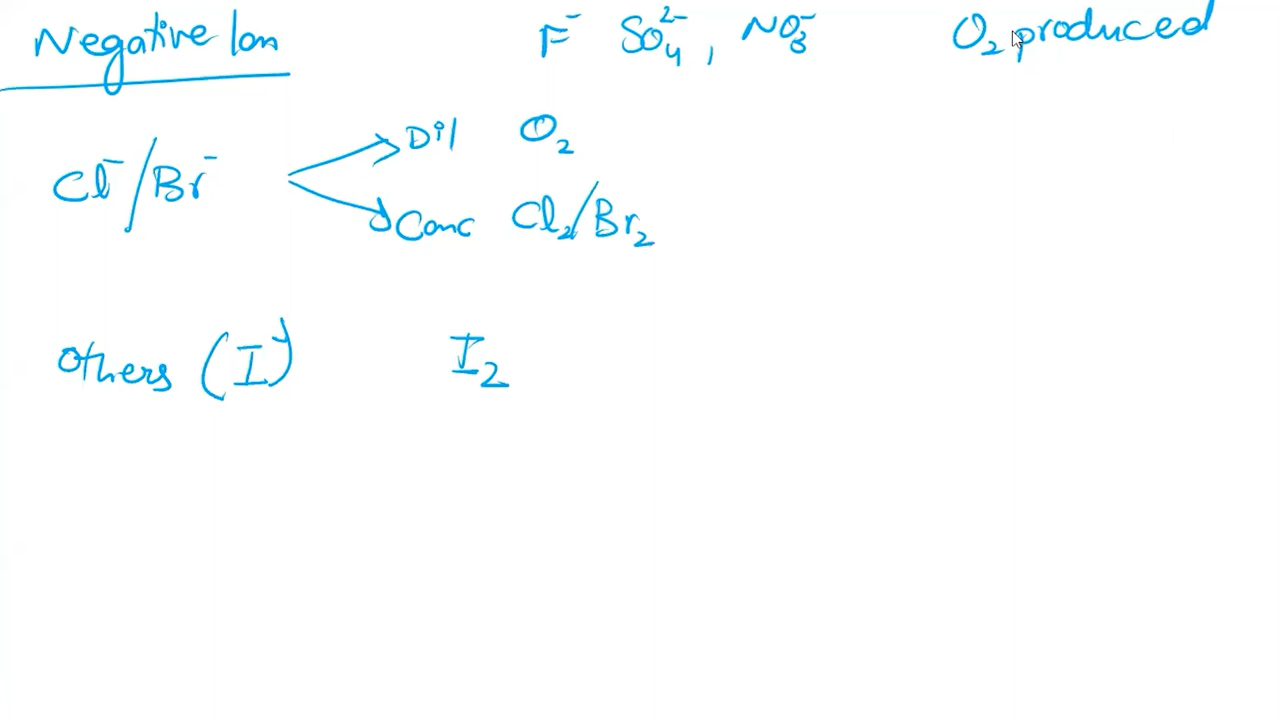 Negative Ion F⁻ SO₄²⁻, NO₃⁻ O₂ produced
Cl⁻/Br⁻ Dil O₂
Conc Cl₂/Br₂
Others (I⁻) I₂